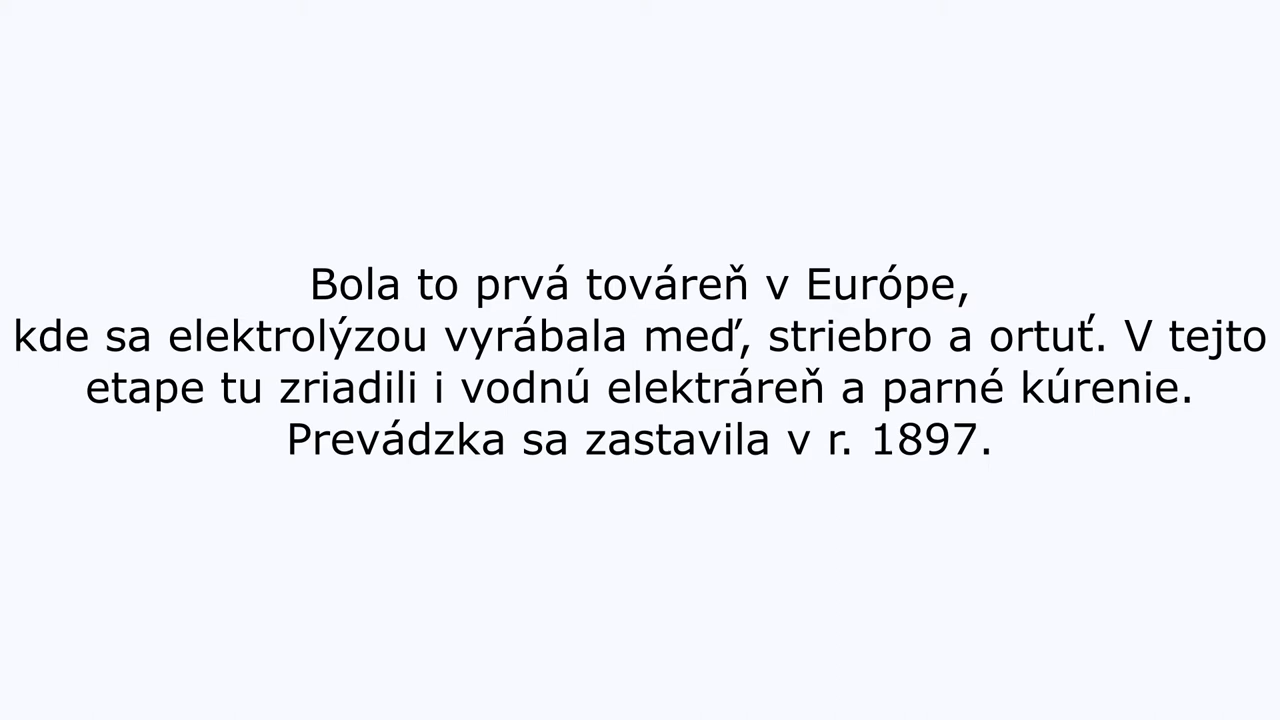 Bola to prvá továreň v Európe,
kde sa elektrolýzou vyrábala meď, striebro a ortuť. V tejto
etape tu zriadili i vodnú elektráreň a parné kúrenie.
Prevádzka sa zastavila v r. 1897.